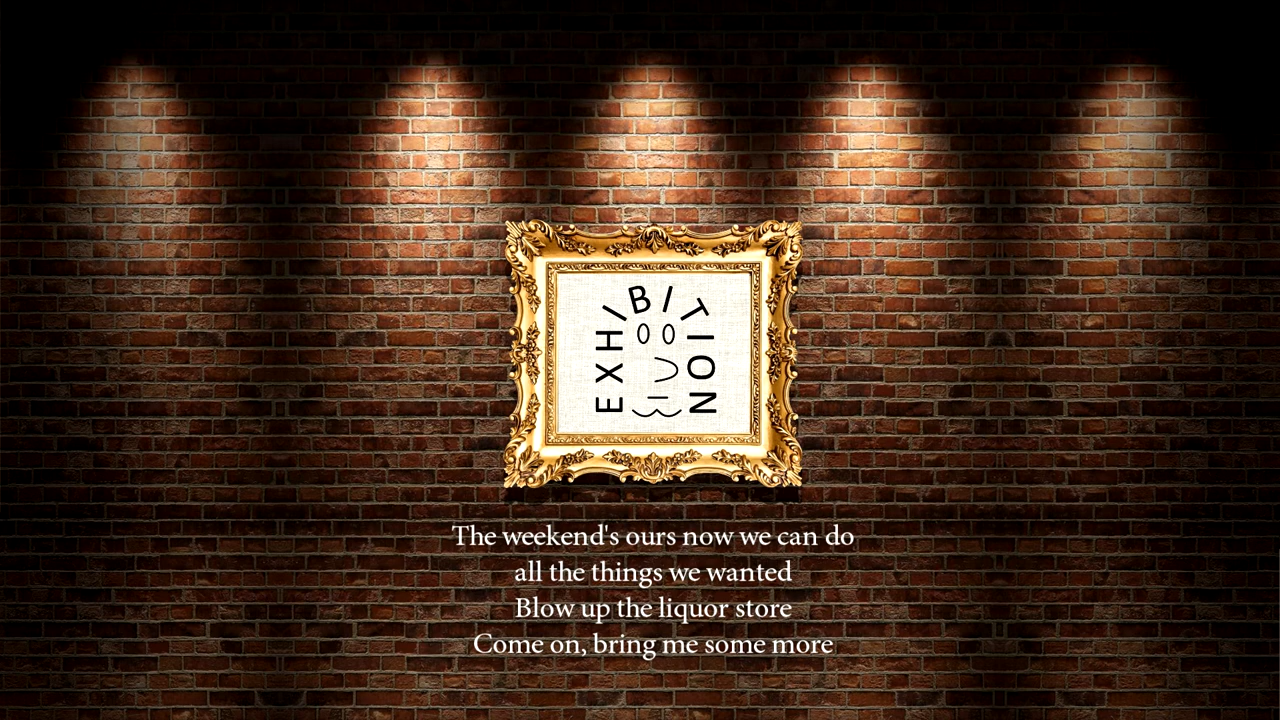 EXHIBITION
The weekend's ours now we can do
all the things we wanted
Blow up the liquor store
Come on, bring me some more